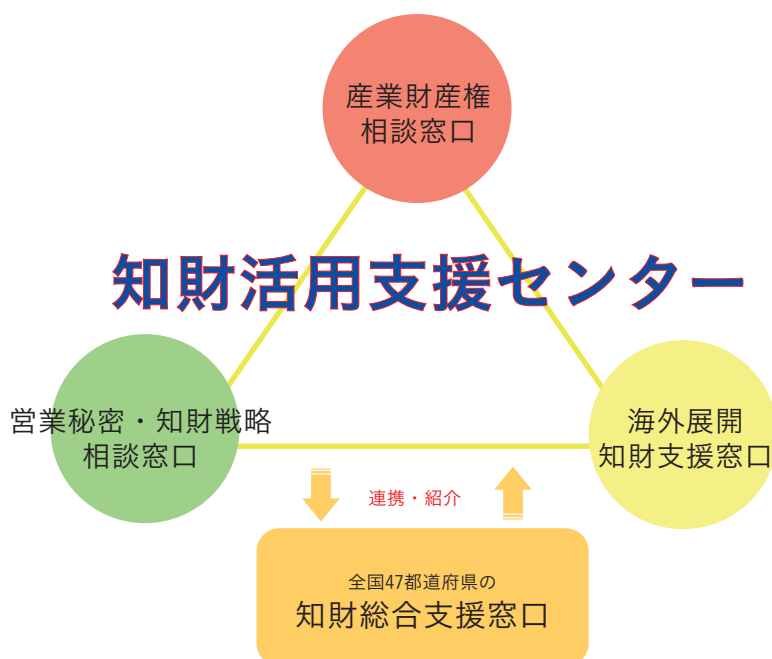 産業財産権
相談窓口
知財活用支援センター
営業秘密・知財戦略
相談窓口
海外展開
知財支援窓口
連携・紹介
全国47都道府県の
知財総合支援窓口